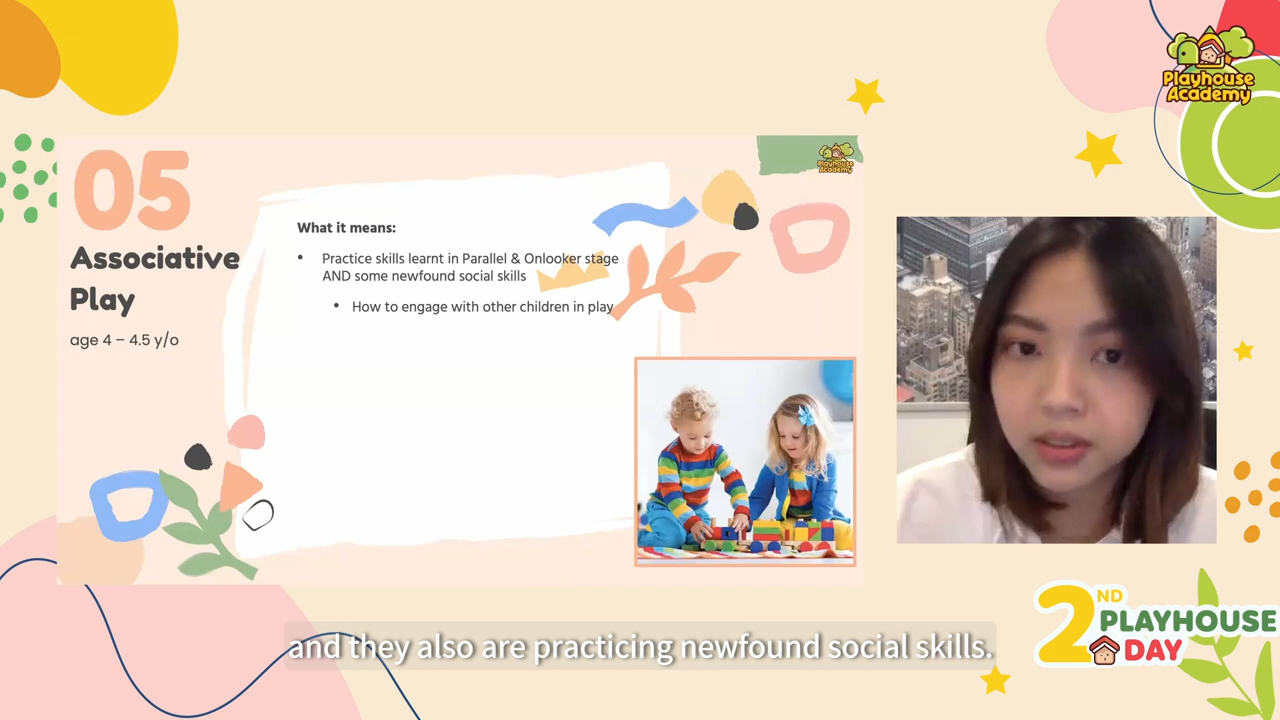 Playhouse
Academy
05
Associative
Play
age 4 – 4.5 y/o
Playhouse
Academy
What it means:
• Practice skills learnt in Parallel & Onlooker stage
AND some newfound social skills
• How to engage with other children in play
2ND
PLAYHOUSE
DAY
and they also are practicing newfound social skills.